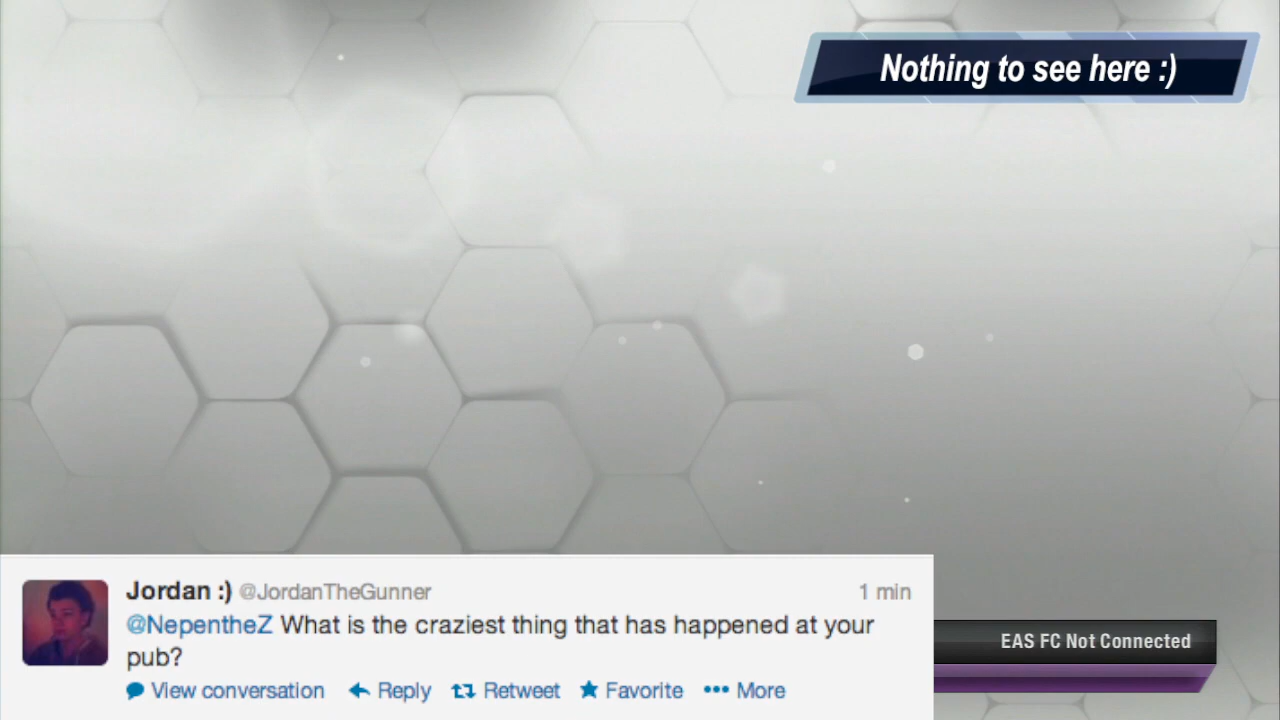 Nothing to see here :)
Jordan :) @JordanTheGunner 1 min
@NepentheZ What is the craziest thing that has happened at your
pub?
View conversation Reply Retweet Favorite More
EAS FC Not Connected